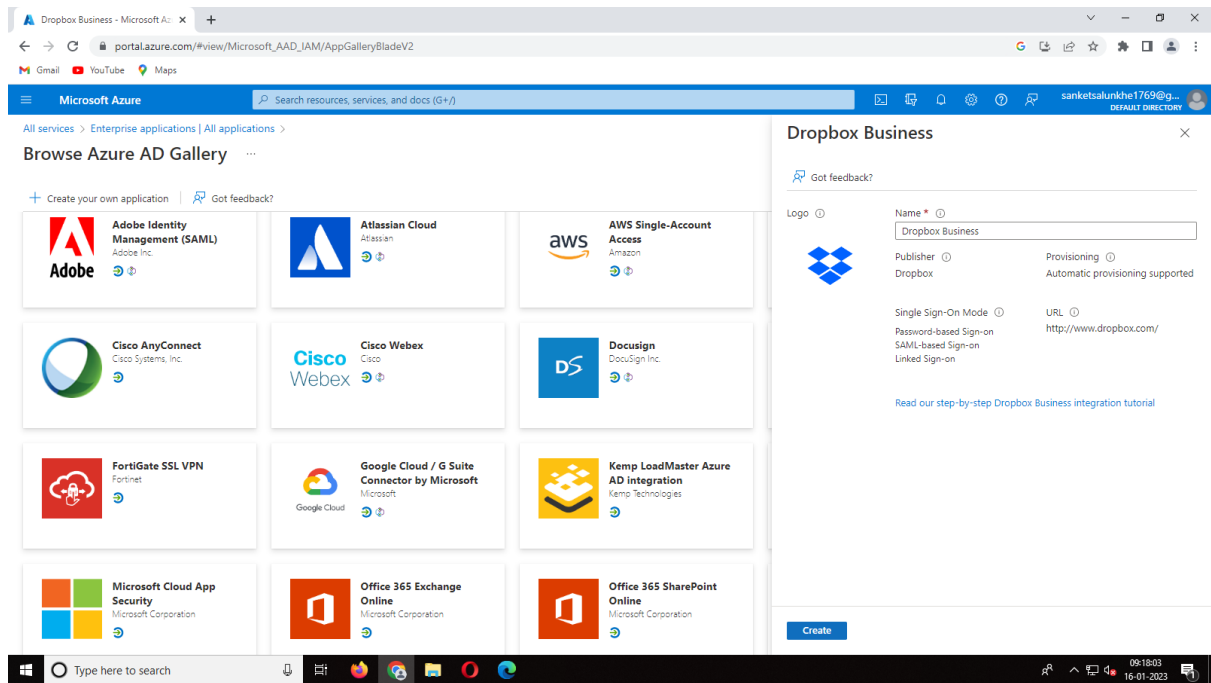 Dropbox Business - Microsoft Az
portal.azure.com/#view/Microsoft_AAD_IAM/AppGalleryBladeV2
Gmail YouTube Maps
Microsoft Azure
Search resources, services, and docs (G+/)
sanketsalunkhe1769@g...
DEFAULT DIRECTORY
All services > Enterprise applications | All applications >
Browse Azure AD Gallery ...
Create your own application
Got feedback?
Adobe
Adobe Identity
Management (SAML)
Adobe Inc.
Atlassian Cloud
Atlassian
aws
AWS Single-Account
Access
Amazon
Cisco AnyConnect
Cisco Systems, Inc.
Cisco
Webex
Cisco Webex
Cisco
DS
Docusign
DocuSign Inc.
FortiGate SSL VPN
Fortinet
Google Cloud
Google Cloud / G Suite
Connector by Microsoft
Microsoft
Kemp LoadMaster Azure
AD integration
Kemp Technologies
Microsoft Cloud App
Security
Microsoft Corporation
Office 365 Exchange
Online
Microsoft Corporation
Office 365 SharePoint
Online
Microsoft Corporation
Dropbox Business
Got feedback?
Logo
Name *
Dropbox Business
Publisher
Dropbox
Provisioning
Automatic provisioning supported
Single Sign-On Mode
Password-based Sign-on
SAML-based Sign-on
Linked Sign-on
URL
http://www.dropbox.com/
Read our step-by-step Dropbox Business integration tutorial
Create
Type here to search
09:18:03
16-01-2023
1